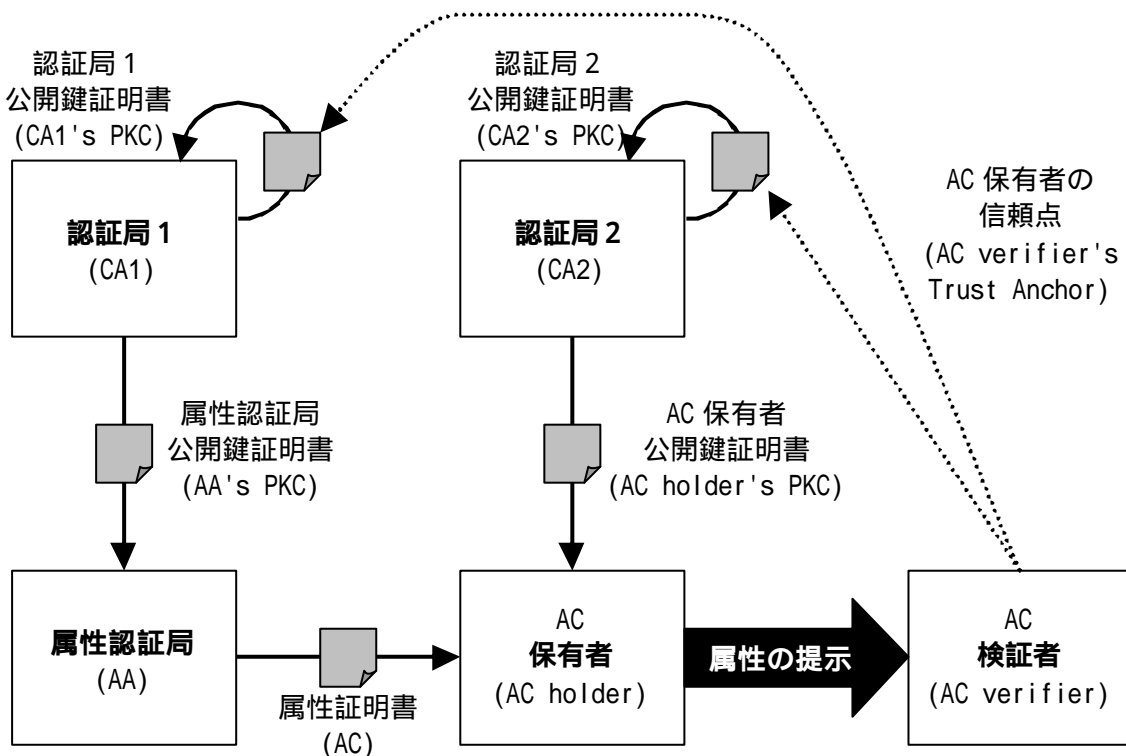 認証局 1
公開鍵証明書
(CA1's PKC)
認証局 2
公開鍵証明書
(CA2's PKC)
AC 保有者の
信頼点
(AC verifier's
Trust Anchor)
認証局 1
(CA1)
認証局 2
(CA2)
属性認証局
公開鍵証明書
(AA's PKC)
AC 保有者
公開鍵証明書
(AC holder's PKC)
属性認証局
(AA)
属性証明書
(AC)
AC
保有者
(AC holder)
属性の提示
AC
検証者
(AC verifier)